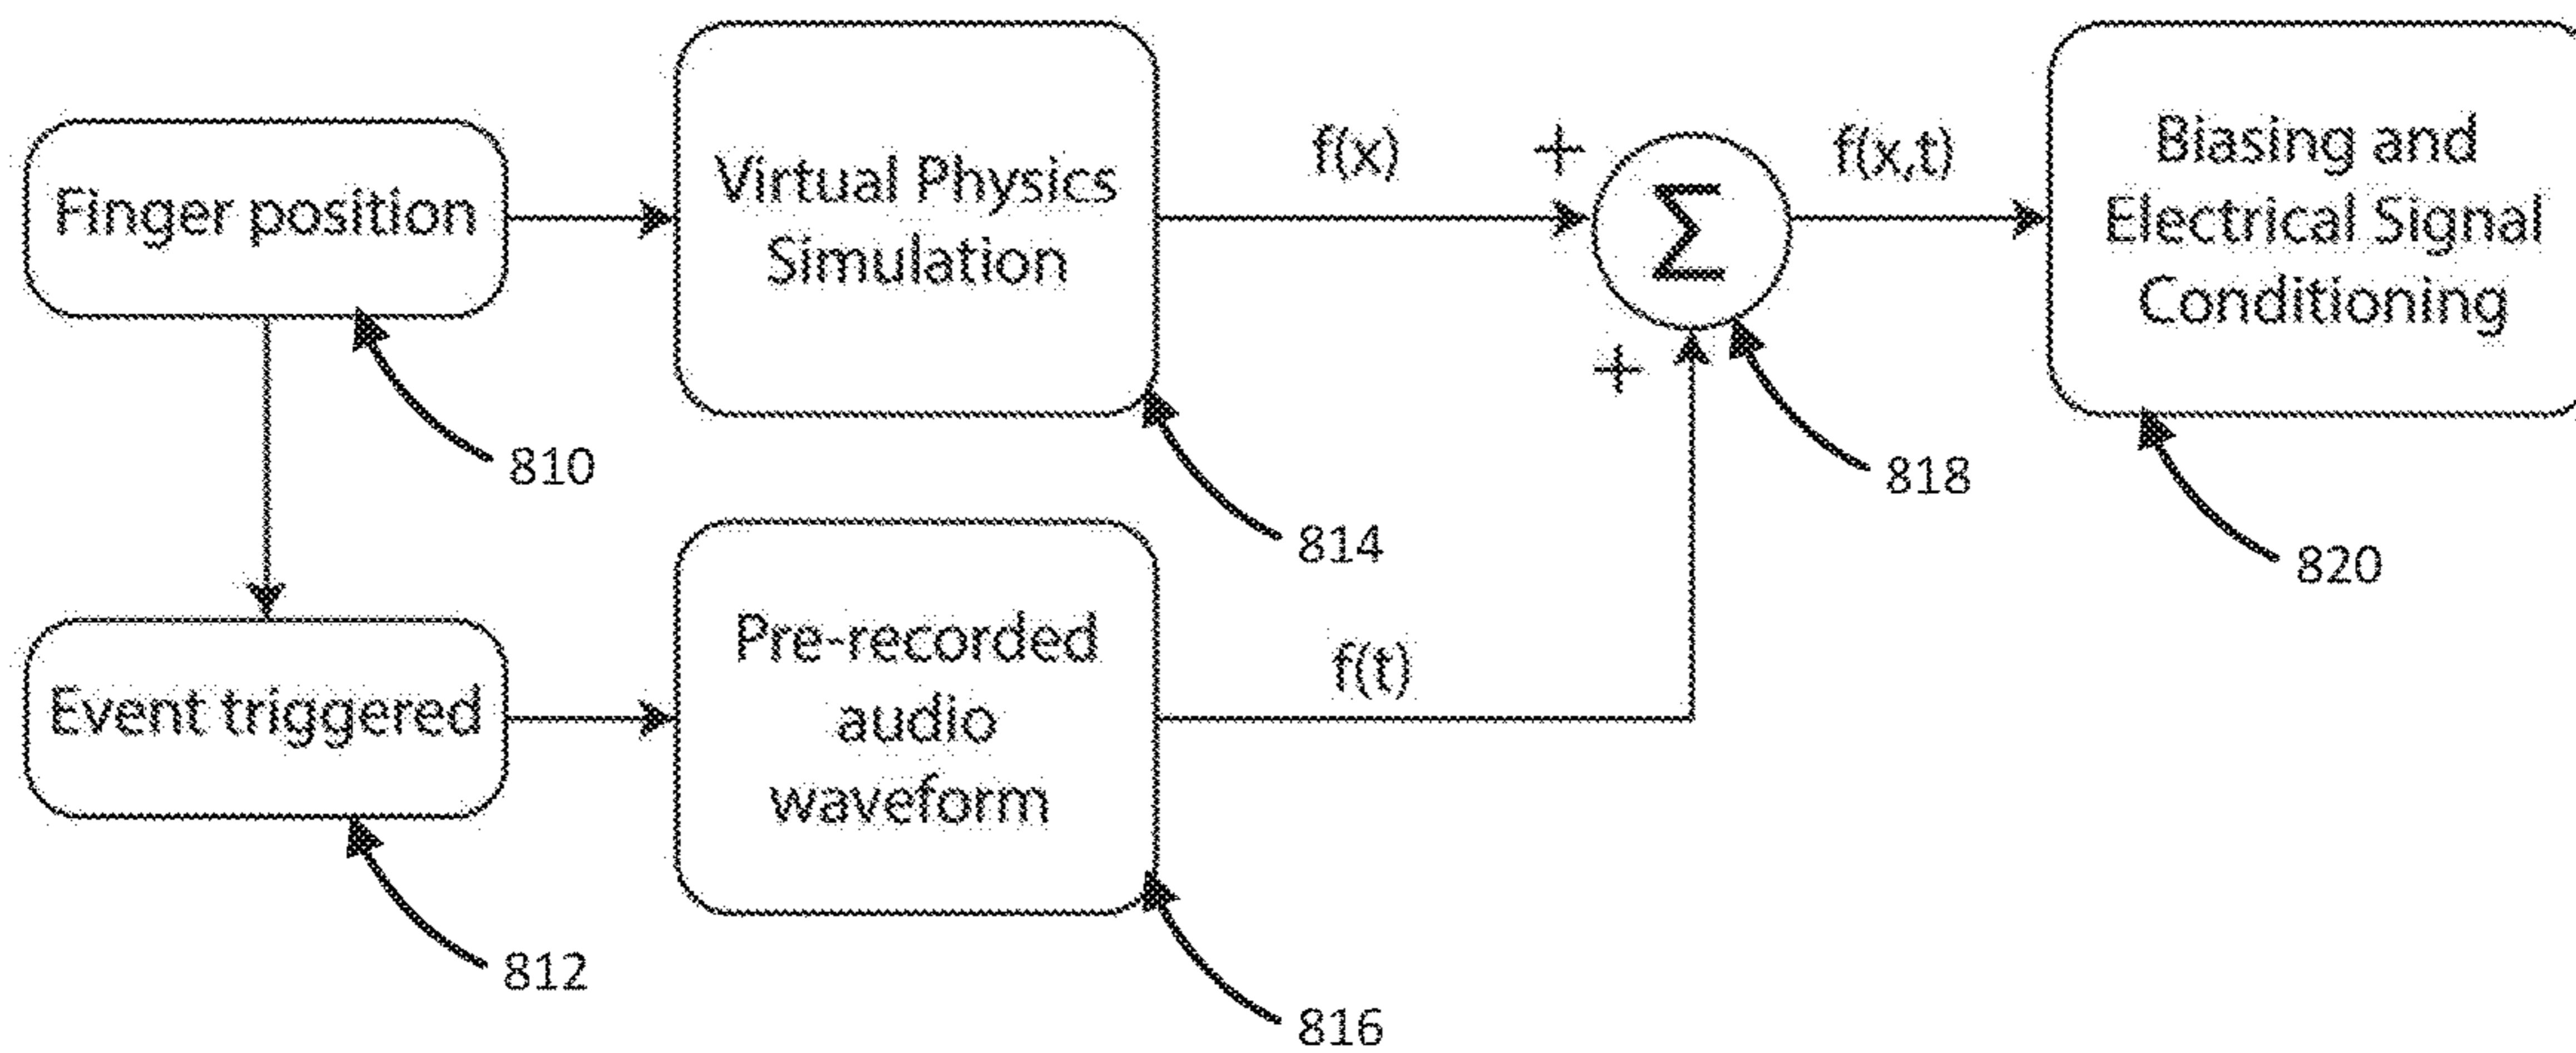 Finger position
Virtual Physics
Simulation
f(x)
+
Σ
f(x,t)
Biasing and
Electrical Signal
Conditioning
+
810
818
814
820
Event triggered
Pre-recorded
audio
waveform
f(t)
812
816